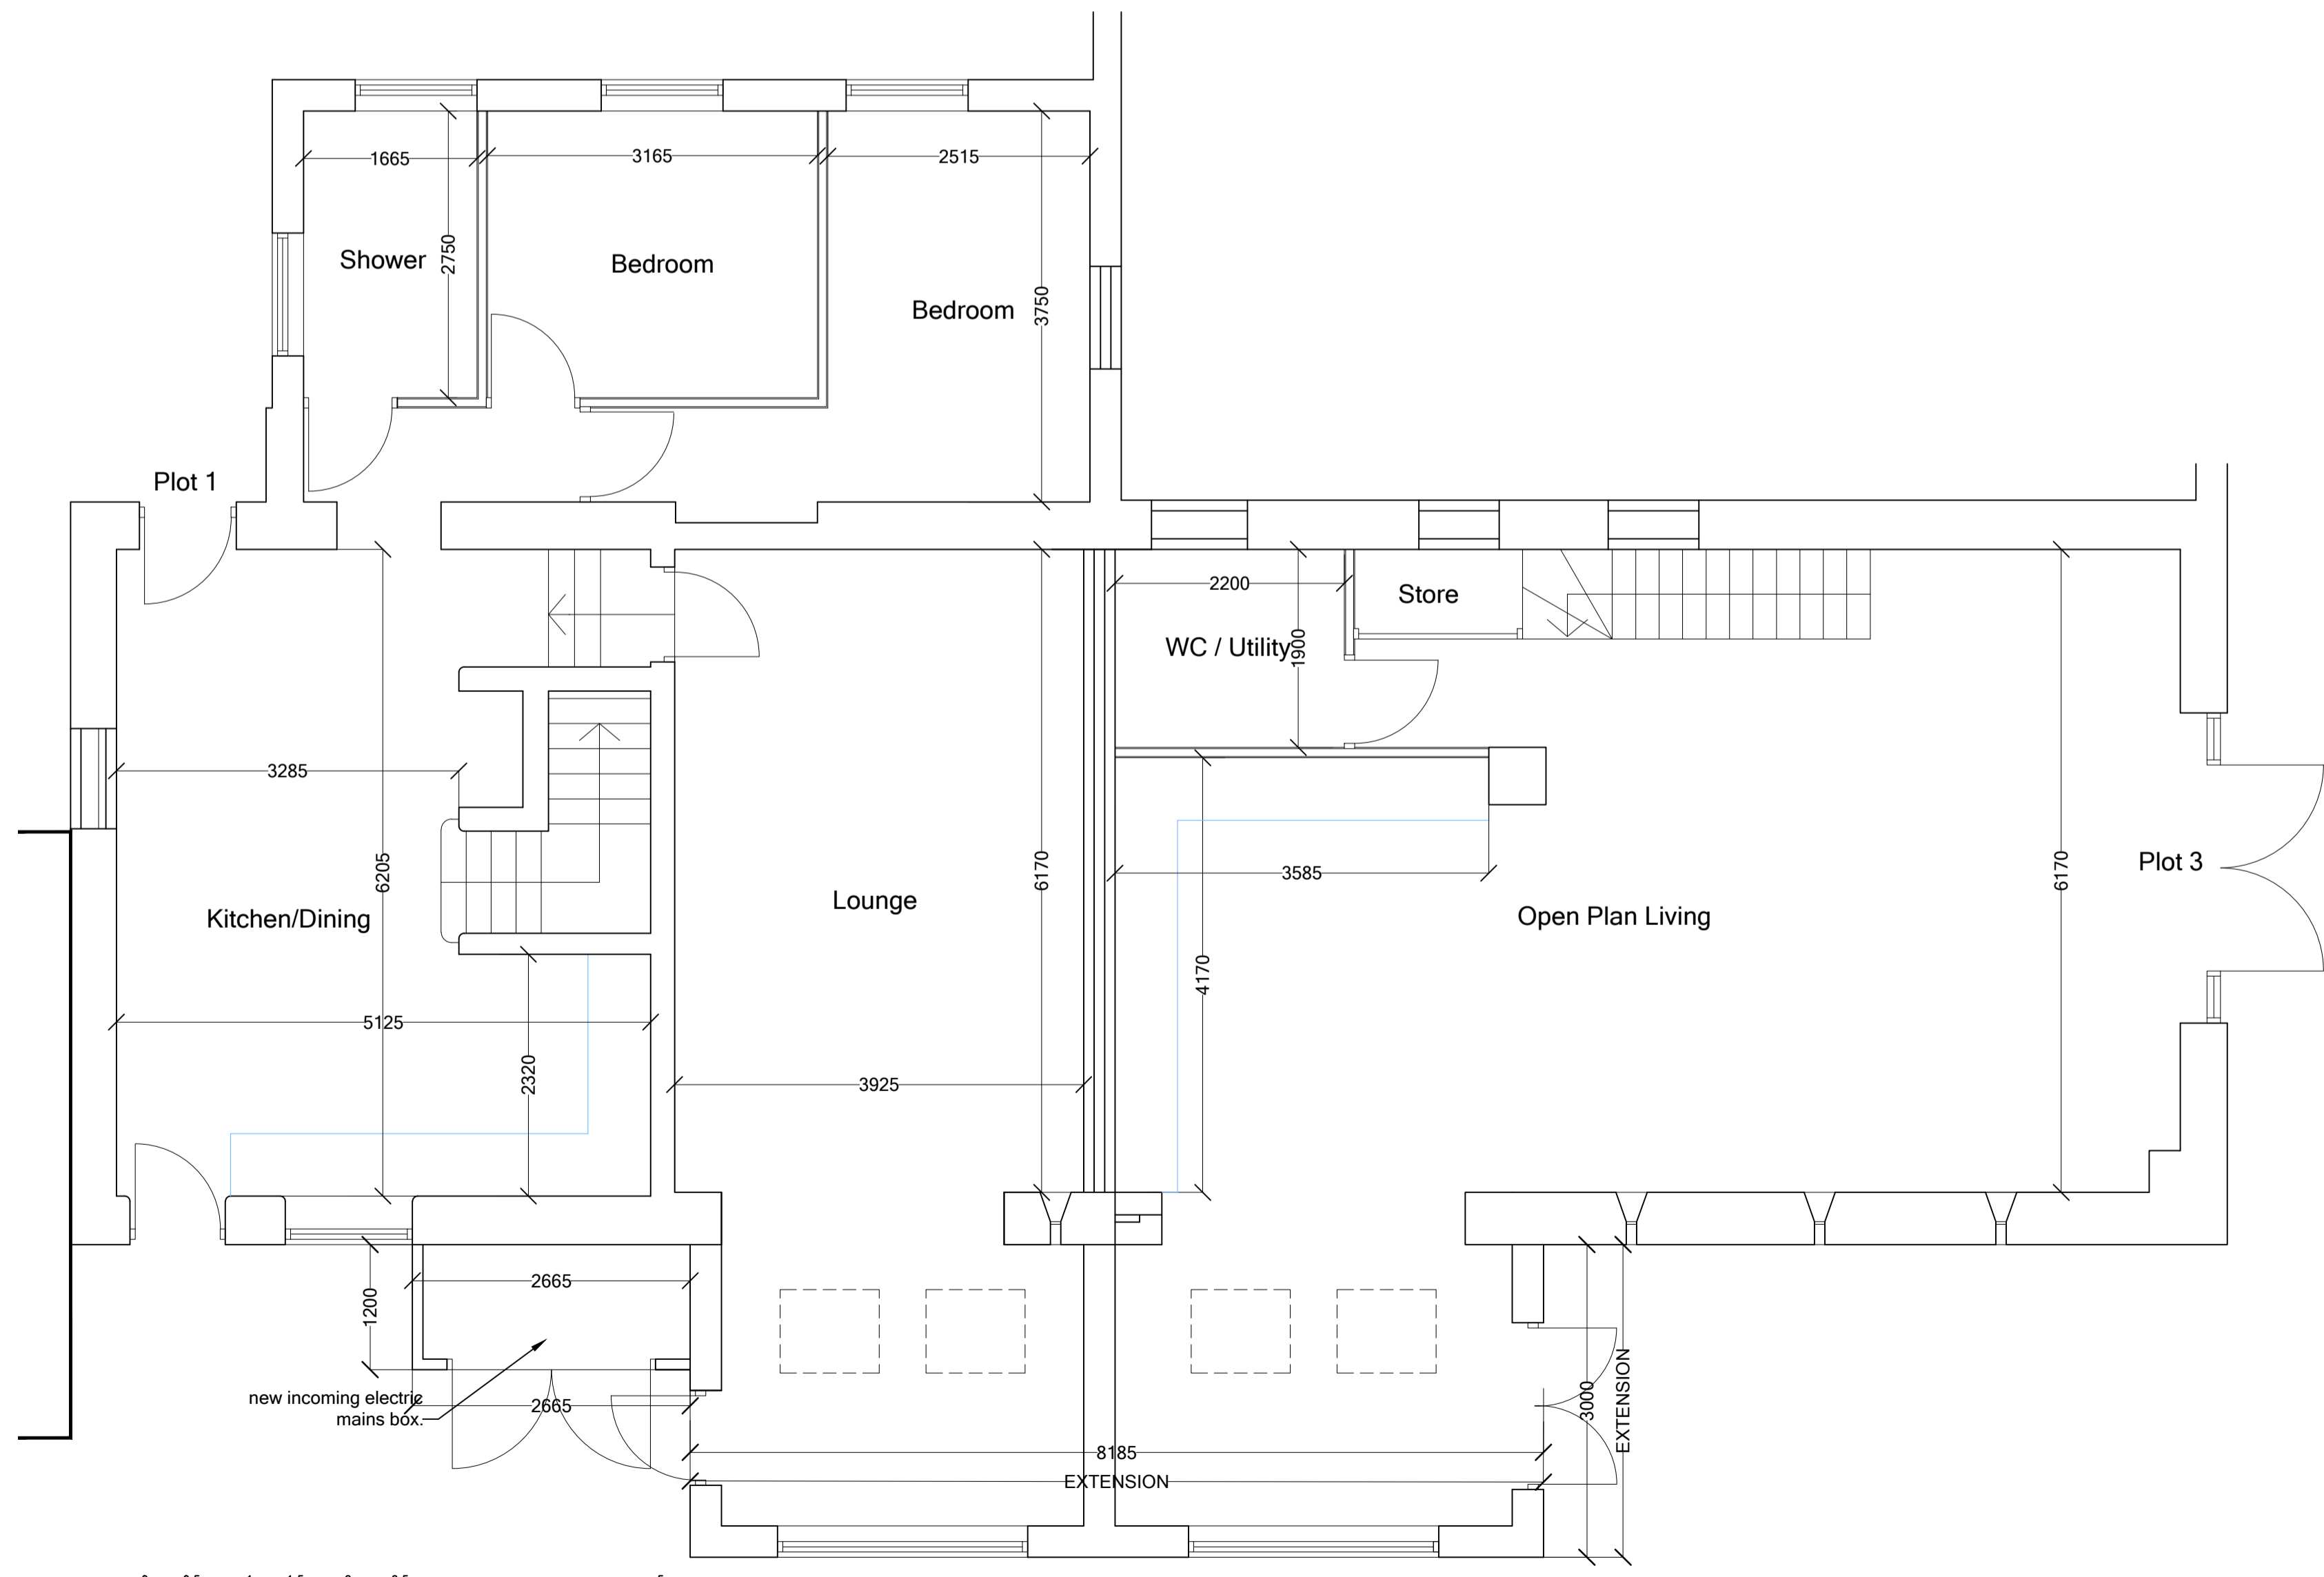 1665
3165
2515
Shower
2750
Bedroom
Bedroom
3750
Plot 1
2200
Store
WC / Utility
1900
3285
6205
Kitchen/Dining
Lounge
6170
3585
4170
Open Plan Living
6170
Plot 3
5125
2320
3925
2665
1200
new incoming electric
mains box.
2665
8185
EXTENSION
3000
EXTENSION